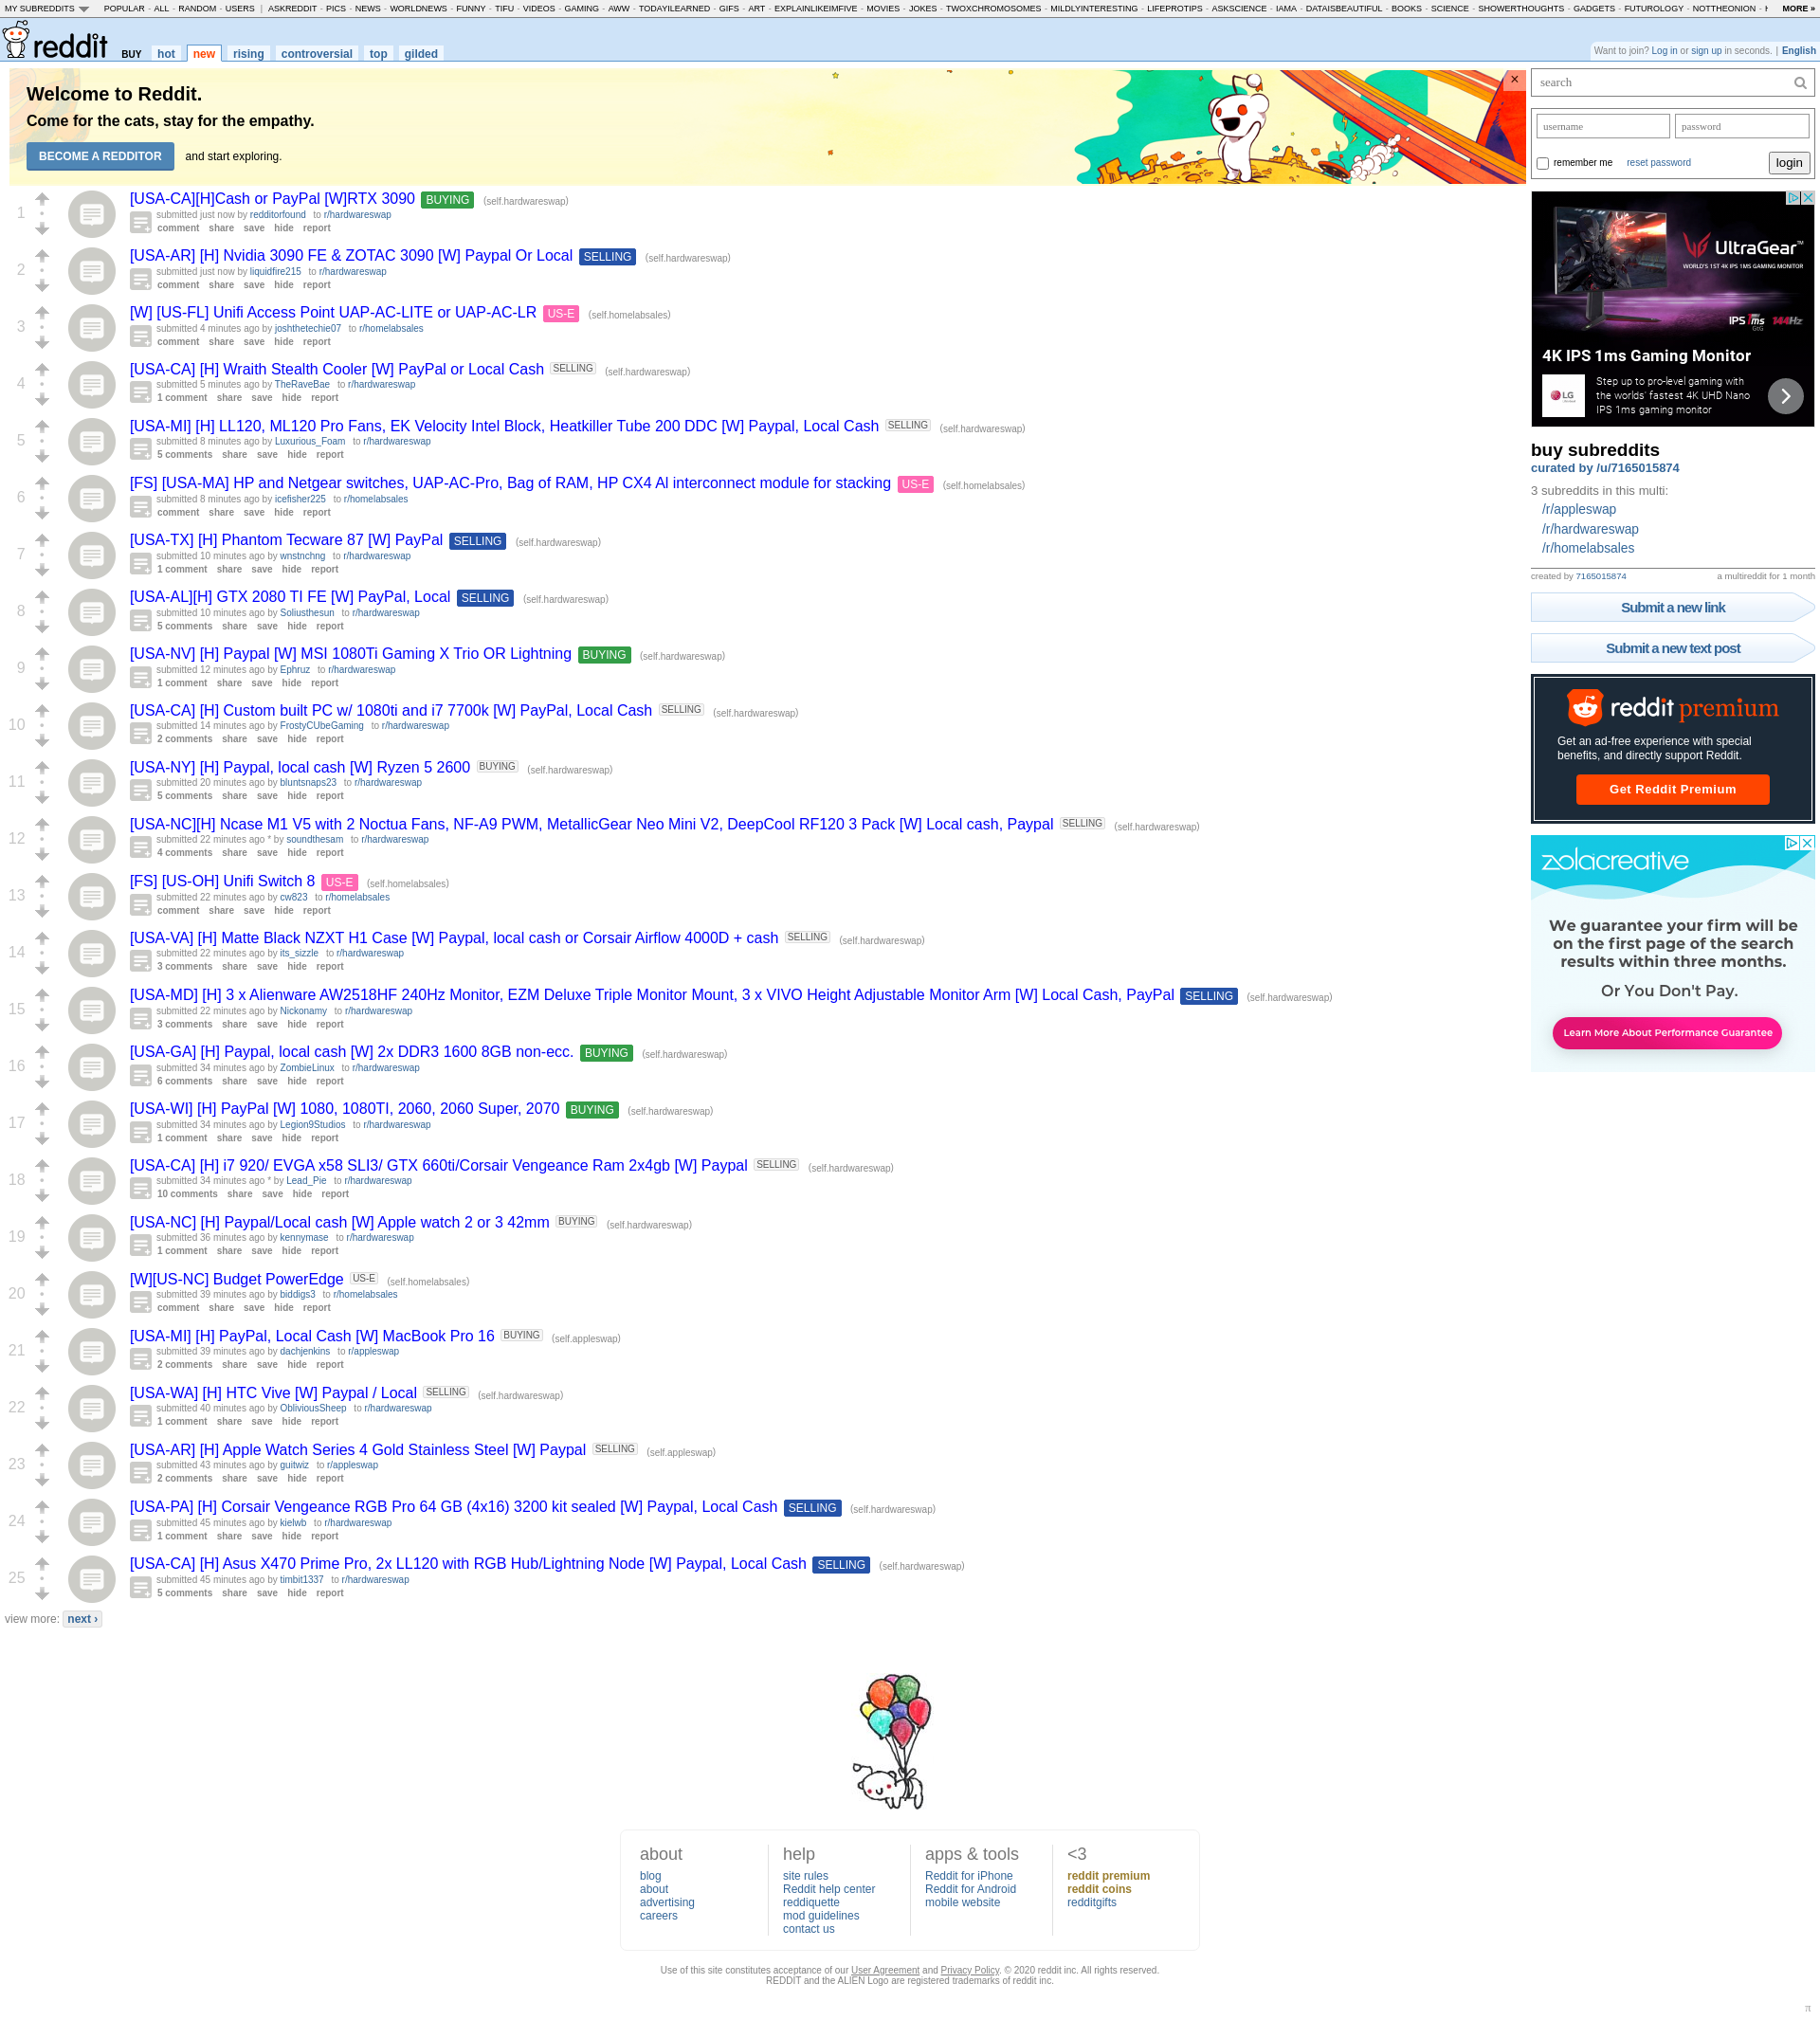 MY SUBREDDITS POPULAR - ALL - RANDOM - USERS | ASKREDDIT - PICS - NEWS - WORLDNEWS - FUNNY - TIFU - VIDEOS - GAMING - AWW - TODAYILEARNED - GIFS - ART - EXPLAINLIKEIMFIVE - MOVIES - JOKES - TWOXCHROMOSOMES - MILDLYINTERESTING - LIFEPROTIPS - ASKSCIENCE - IAMA - DATAISBEAUTIFUL - BOOKS - SCIENCE - SHOWERTHOUGHTS - GADGETS - FUTUROLOGY - NOTTHEONION - MORE »
reddit BUY hot new rising controversial top gilded
Want to join? Log in or sign up in seconds. | English
Welcome to Reddit.
Come for the cats, stay for the empathy.
BECOME A REDDITOR and start exploring.
×
1
[USA-CA][H]Cash or PayPal [W]RTX 3090 BUYING (self.hardwareswap)
submitted just now by redditorfound to r/hardwareswap
comment share save hide report
2
[USA-AR] [H] Nvidia 3090 FE & ZOTAC 3090 [W] Paypal Or Local SELLING (self.hardwareswap)
submitted just now by liquidfire215 to r/hardwareswap
comment share save hide report
3
[W] [US-FL] Unifi Access Point UAP-AC-LITE or UAP-AC-LR US-E (self.homelabsales)
submitted 4 minutes ago by joshthetechie07 to r/homelabsales
comment share save hide report
4
[USA-CA] [H] Wraith Stealth Cooler [W] PayPal or Local Cash SELLING (self.hardwareswap)
submitted 5 minutes ago by TheRaveBae to r/hardwareswap
1 comment share save hide report
5
[USA-MI] [H] LL120, ML120 Pro Fans, EK Velocity Intel Block, Heatkiller Tube 200 DDC [W] Paypal, Local Cash SELLING (self.hardwareswap)
submitted 8 minutes ago by Luxurious_Foam to r/hardwareswap
5 comments share save hide report
6
[FS] [USA-MA] HP and Netgear switches, UAP-AC-Pro, Bag of RAM, HP CX4 Al interconnect module for stacking US-E (self.homelabsales)
submitted 8 minutes ago by icefisher225 to r/homelabsales
comment share save hide report
7
[USA-TX] [H] Phantom Tecware 87 [W] PayPal SELLING (self.hardwareswap)
submitted 10 minutes ago by wnstnchng to r/hardwareswap
1 comment share save hide report
8
[USA-AL][H] GTX 2080 TI FE [W] PayPal, Local SELLING (self.hardwareswap)
submitted 10 minutes ago by Soliusthesun to r/hardwareswap
5 comments share save hide report
9
[USA-NV] [H] Paypal [W] MSI 1080Ti Gaming X Trio OR Lightning BUYING (self.hardwareswap)
submitted 12 minutes ago by Ephruz to r/hardwareswap
1 comment share save hide report
10
[USA-CA] [H] Custom built PC w/ 1080ti and i7 7700k [W] PayPal, Local Cash SELLING (self.hardwareswap)
submitted 14 minutes ago by FrostyCUbeGaming to r/hardwareswap
2 comments share save hide report
11
[USA-NY] [H] Paypal, local cash [W] Ryzen 5 2600 BUYING (self.hardwareswap)
submitted 20 minutes ago by bluntsnaps23 to r/hardwareswap
5 comments share save hide report
12
[USA-NC][H] Ncase M1 V5 with 2 Noctua Fans, NF-A9 PWM, MetallicGear Neo Mini V2, DeepCool RF120 3 Pack [W] Local cash, Paypal SELLING (self.hardwareswap)
submitted 22 minutes ago * by soundthesam to r/hardwareswap
4 comments share save hide report
13
[FS] [US-OH] Unifi Switch 8 US-E (self.homelabsales)
submitted 22 minutes ago by cw823 to r/homelabsales
comment share save hide report
14
[USA-VA] [H] Matte Black NZXT H1 Case [W] Paypal, local cash or Corsair Airflow 4000D + cash SELLING (self.hardwareswap)
submitted 22 minutes ago by its_sizzle to r/hardwareswap
3 comments share save hide report
15
[USA-MD] [H] 3 x Alienware AW2518HF 240Hz Monitor, EZM Deluxe Triple Monitor Mount, 3 x VIVO Height Adjustable Monitor Arm [W] Local Cash, PayPal SELLING (self.hardwareswap)
submitted 22 minutes ago by Nickonamy to r/hardwareswap
3 comments share save hide report
16
[USA-GA] [H] Paypal, local cash [W] 2x DDR3 1600 8GB non-ecc. BUYING (self.hardwareswap)
submitted 34 minutes ago by ZombieLinux to r/hardwareswap
6 comments share save hide report
17
[USA-WI] [H] PayPal [W] 1080, 1080TI, 2060, 2060 Super, 2070 BUYING (self.hardwareswap)
submitted 34 minutes ago by Legion9Studios to r/hardwareswap
1 comment share save hide report
18
[USA-CA] [H] i7 920/ EVGA x58 SLI3/ GTX 660ti/Corsair Vengeance Ram 2x4gb [W] Paypal SELLING (self.hardwareswap)
submitted 34 minutes ago * by Lead_Pie to r/hardwareswap
10 comments share save hide report
19
[USA-NC] [H] Paypal/Local cash [W] Apple watch 2 or 3 42mm BUYING (self.hardwareswap)
submitted 36 minutes ago by kennymase to r/hardwareswap
1 comment share save hide report
20
[W][US-NC] Budget PowerEdge US-E (self.homelabsales)
submitted 39 minutes ago by biddigs3 to r/homelabsales
comment share save hide report
21
[USA-MI] [H] PayPal, Local Cash [W] MacBook Pro 16 BUYING (self.appleswap)
submitted 39 minutes ago by dachjenkins to r/appleswap
2 comments share save hide report
22
[USA-WA] [H] HTC Vive [W] Paypal / Local SELLING (self.hardwareswap)
submitted 40 minutes ago by ObliviousSheep to r/hardwareswap
1 comment share save hide report
23
[USA-AR] [H] Apple Watch Series 4 Gold Stainless Steel [W] Paypal SELLING (self.appleswap)
submitted 43 minutes ago by guitwiz to r/appleswap
2 comments share save hide report
24
[USA-PA] [H] Corsair Vengeance RGB Pro 64 GB (4x16) 3200 kit sealed [W] Paypal, Local Cash SELLING (self.hardwareswap)
submitted 45 minutes ago by kielwb to r/hardwareswap
1 comment share save hide report
25
[USA-CA] [H] Asus X470 Prime Pro, 2x LL120 with RGB Hub/Lightning Node [W] Paypal, Local Cash SELLING (self.hardwareswap)
submitted 45 minutes ago by timbit1337 to r/hardwareswap
5 comments share save hide report
view more: next ›
search
username password
remember me reset password login
UltraGear™
WORLD'S 1ST 4K IPS 1MS GAMING MONITOR
IPS 1ms GtG 144Hz
4K IPS 1ms Gaming Monitor
LG
Step up to pro-level gaming with
the worlds' fastest 4K UHD Nano
IPS 1ms gaming monitor
buy subreddits
curated by /u/7165015874
3 subreddits in this multi:
/r/appleswap
/r/hardwareswap
/r/homelabsales
created by 7165015874 a multireddit for 1 month
Submit a new link
Submit a new text post
reddit premium
Get an ad-free experience with special
benefits, and directly support Reddit.
Get Reddit Premium
zolacreative
We guarantee your firm will be
on the first page of the search
results within three months.
Or You Don't Pay.
Learn More About Performance Guarantee
about
blog
about
advertising
careers
help
site rules
Reddit help center
reddiquette
mod guidelines
contact us
apps & tools
Reddit for iPhone
Reddit for Android
mobile website
<3
reddit premium
reddit coins
redditgifts
Use of this site constitutes acceptance of our User Agreement and Privacy Policy. © 2020 reddit inc. All rights reserved.
REDDIT and the ALIEN Logo are registered trademarks of reddit inc.
π